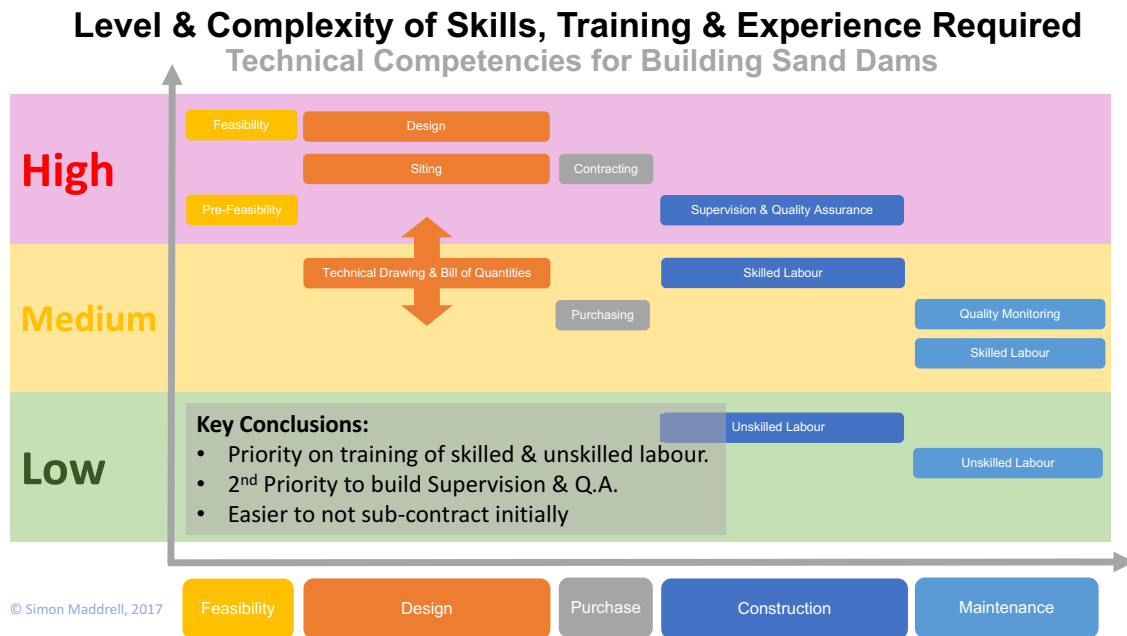 Level & Complexity of Skills, Training & Experience Required
Technical Competencies for Building Sand Dams
High
Feasibility
Design
Siting
Contracting
Pre-Feasibility
Supervision & Quality Assurance
Medium
Technical Drawing & Bill of Quantities
Skilled Labour
Purchasing
Quality Monitoring
Skilled Labour
Low
Key Conclusions:
• Priority on training of skilled & unskilled labour.
• 2nd Priority to build Supervision & Q.A.
• Easier to not sub-contract initially
Unskilled Labour
Unskilled Labour
© Simon Maddrell, 2017
Feasibility
Design
Purchase
Construction
Maintenance